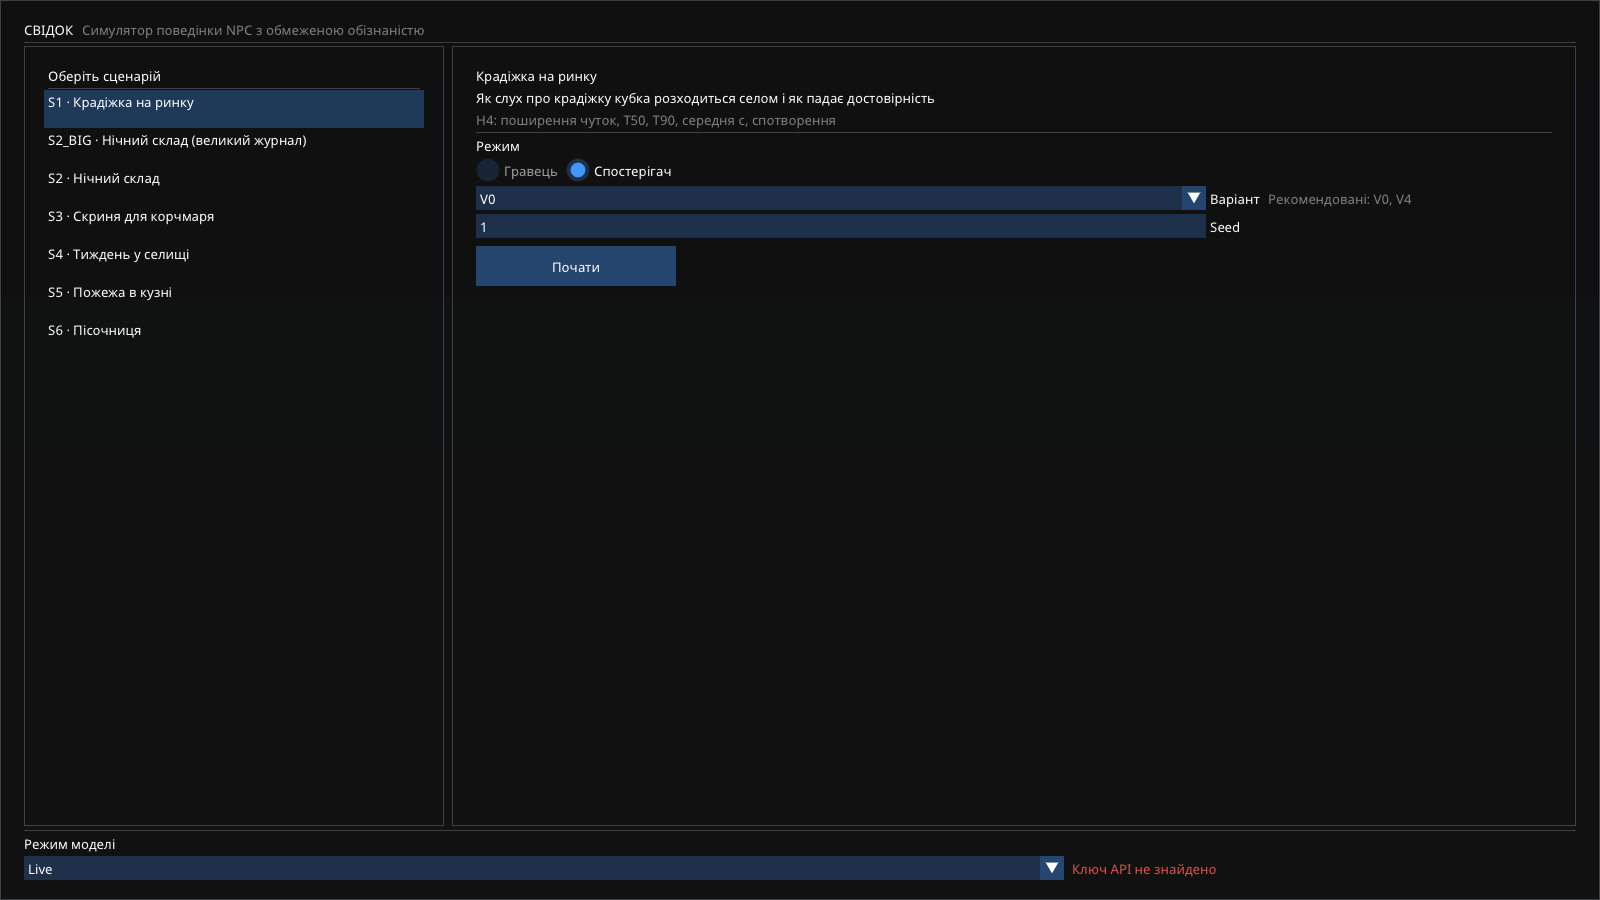 СВІДОК Симулятор поведінки NPC з обмеженою обізнаністю
Оберіть сценарій
S1 · Крадіжка на ринку
S2_BIG · Нічний склад (великий журнал)
S2 · Нічний склад
S3 · Скриня для корчмаря
S4 · Тиждень у селищі
S5 · Пожежа в кузні
S6 · Пісочниця
Крадіжка на ринку
Як слух про крадіжку кубка розходиться селом і як падає достовірність
H4: поширення чуток, T50, T90, середня c, спотворення
Режим
Гравець Спостерігач
V0 Варіант Рекомендовані: V0, V4
1 Seed
Почати
Режим моделі
Live Ключ API не знайдено